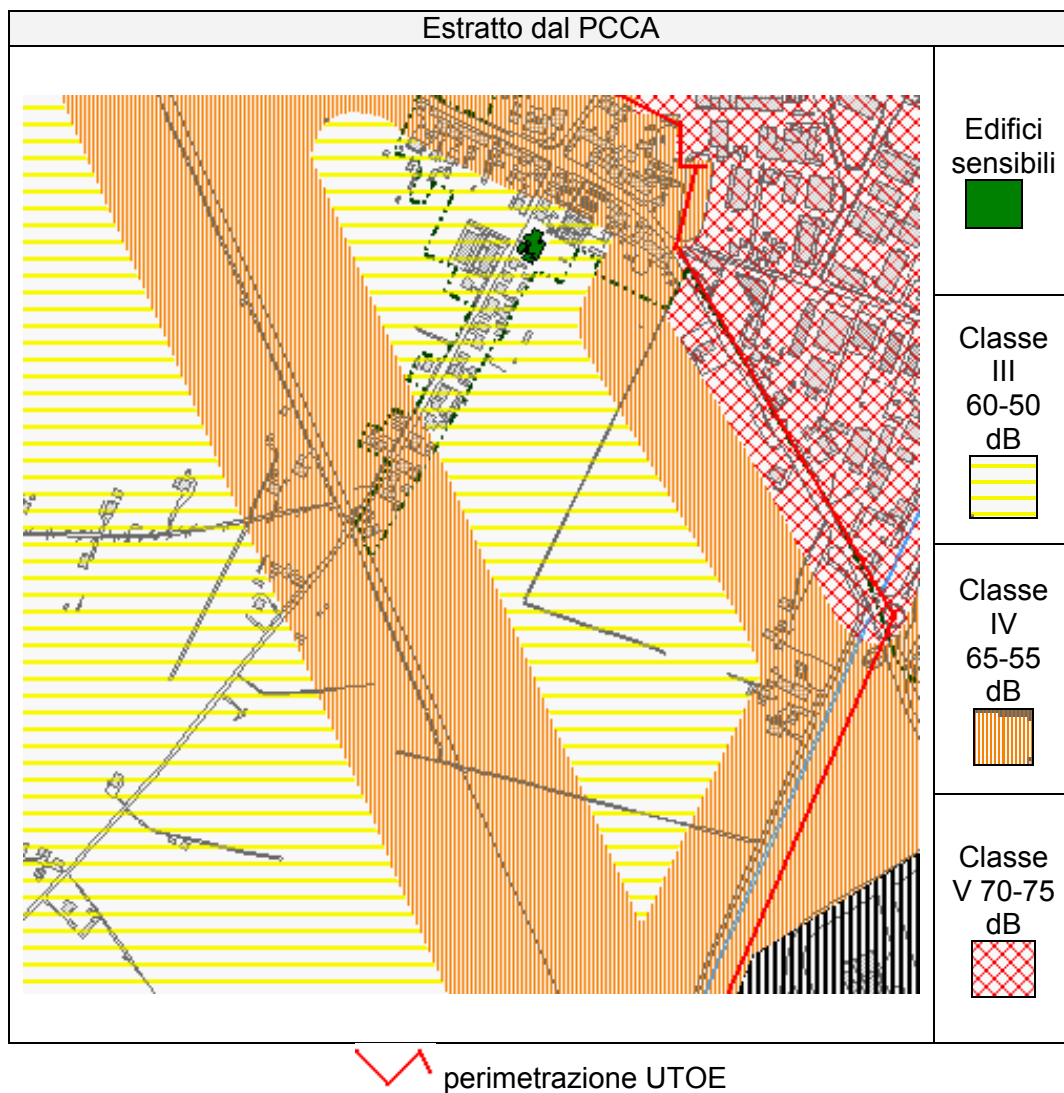 Estratto dal PCCA
Edifici
sensibili
Classe
III
60-50
dB
Classe
IV
65-55
dB
Classe
V 70-75
dB
perimetrazione UTOE